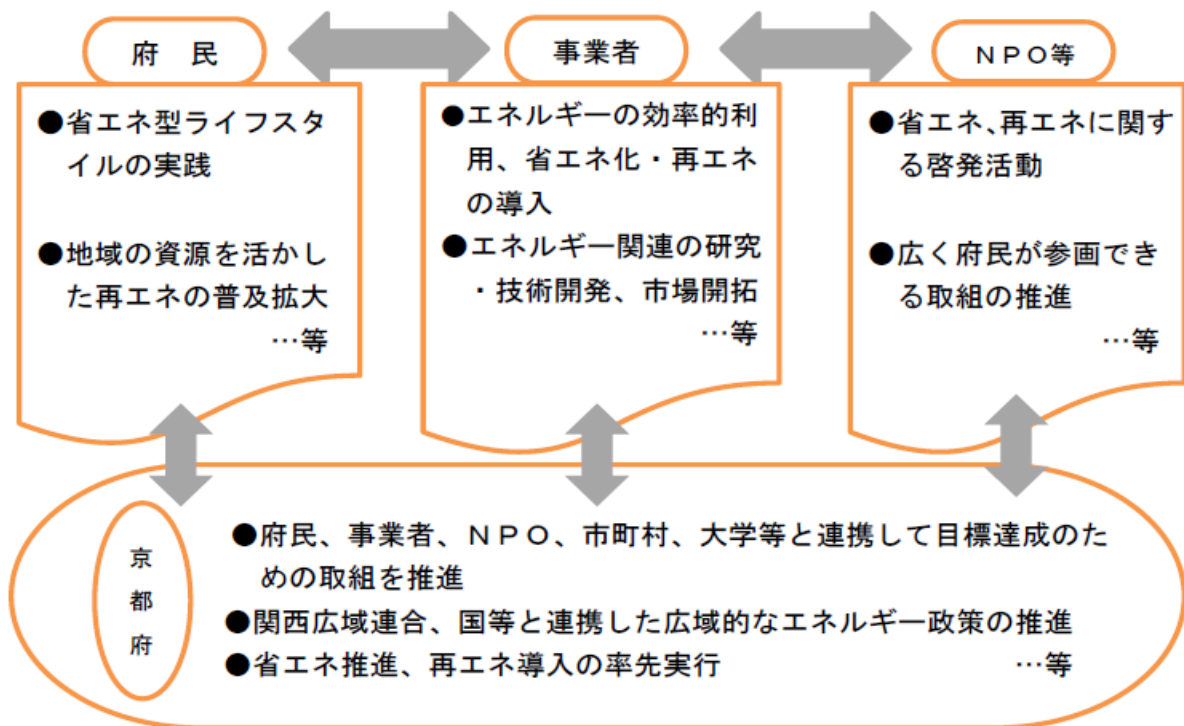 府　民
●省エネ型ライフスタ
イルの実践
●地域の資源を活かし
た再エネの普及拡大
…等
事業者
●エネルギーの効率的利
用、省エネ化・再エネ
の導入
●エネルギー関連の研究
・技術開発、市場開拓
…等
ＮＰＯ等
●省エネ、再エネに関す
る啓発活動
●広く府民が参画でき
る取組の推進
…等
京都府
●府民、事業者、ＮＰＯ、市町村、大学等と連携して目標達成のた
めの取組を推進
●関西広域連合、国等と連携した広域的なエネルギー政策の推進
●省エネ推進、再エネ導入の率先実行　…等